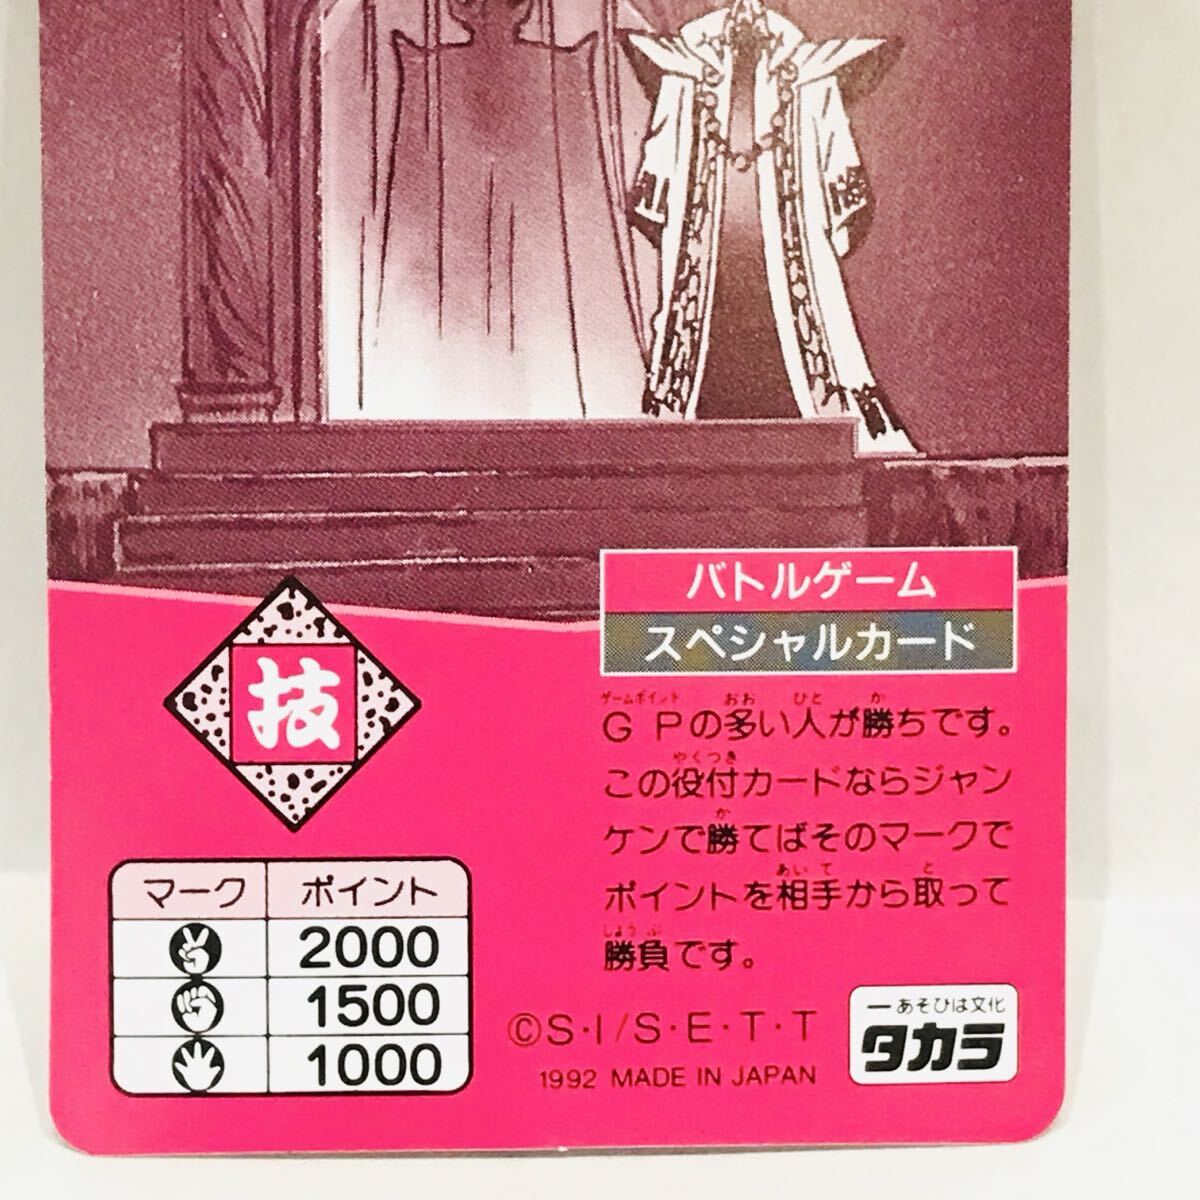 バトルゲーム
スペシャルカード
技
ゲームポイント おお ひと か
GPの多い人が勝ちです。
やくつき
この役付カードならジャン
か
ケンで勝てばそのマークで
あいて と
ポイントを相手から取って
しょうぶ
勝負です。
マーク ポイント
2000
1500
1000
©S・I/S・E・T・T
1992 MADE IN JAPAN
ーあそびは文化
タカラ